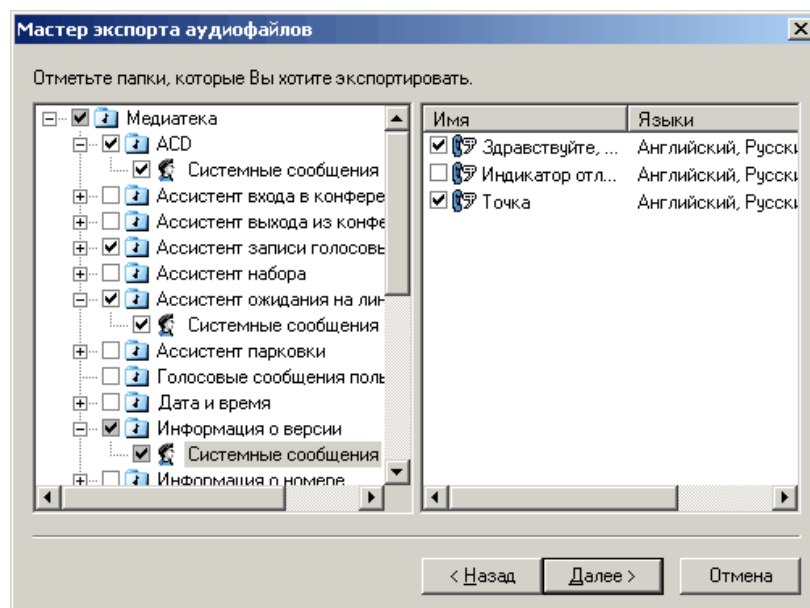 Мастер экспорта аудиофайлов
Отметьте папки, которые Вы хотите экспортировать.
Медиатека
ACD
Системные сообщения
Ассистент входа в конфере
Ассистент выхода из конфе
Ассистент записи голосовь
Ассистент набора
Ассистент ожидания на лин
Системные сообщения
Ассистент парковки
Голосовые сообщения поль
Дата и время
Информация о версии
Системные сообщения
Информация о номере
Имя Языки
Здравствуйте, ... Английский, Русски
Индикатор отл... Английский, Русски
Точка Английский, Русски
< Назад Далее > Отмена